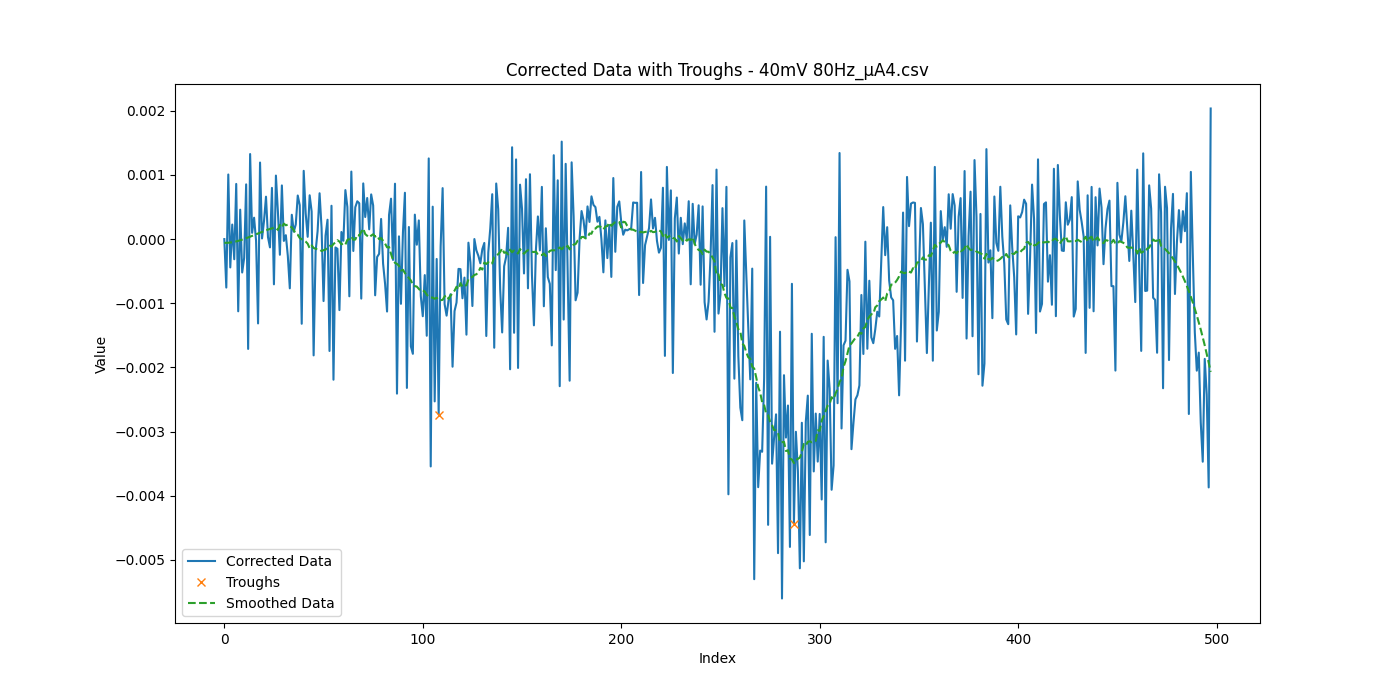 Corrected Data with Troughs - 40mV 80Hz_µA4.csv
0.002
0.001
0.000
−0.001
−0.002
−0.003
−0.004
−0.005
Value
Corrected Data
Troughs
Smoothed Data
0 100 200 300 400 500
Index